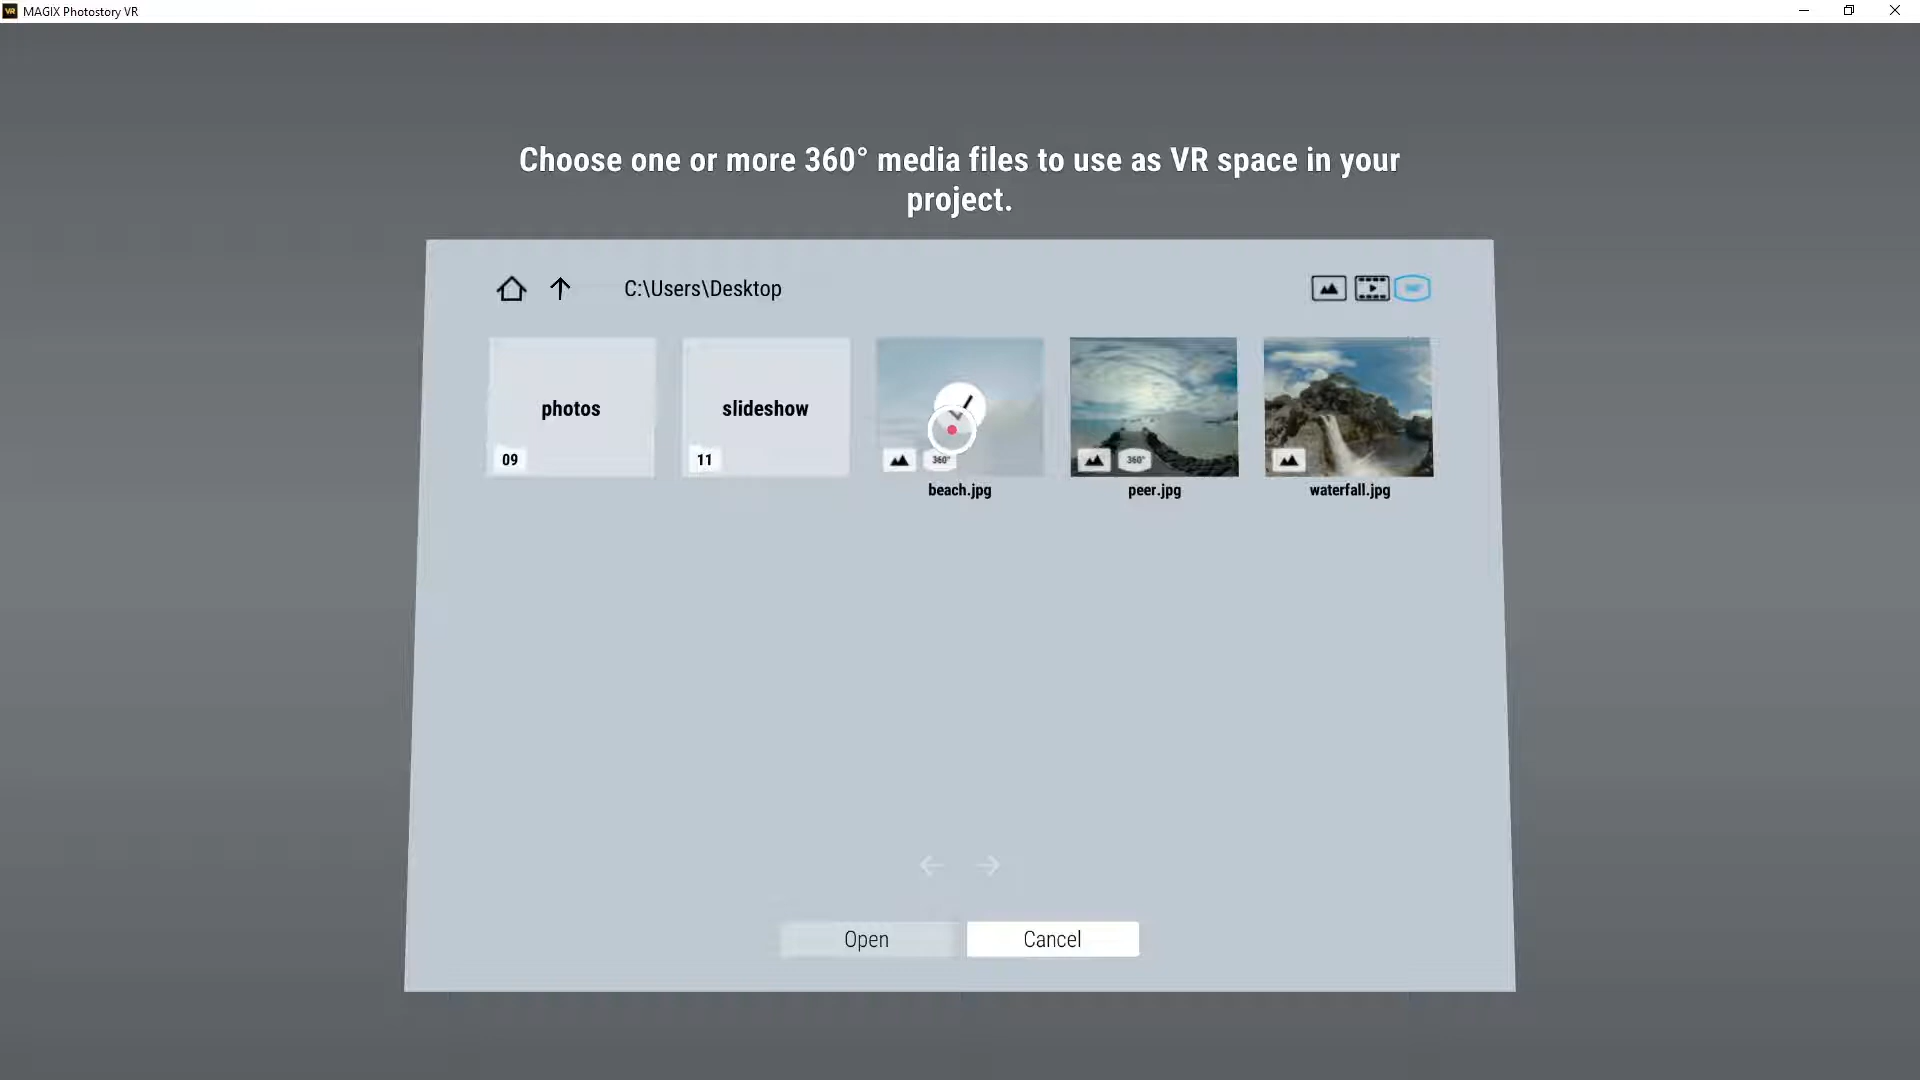 VR MAGIX Photostory VR
Choose one or more 360° media files to use as VR space in your
project.
C:\Users\Desktop
photos
slideshow
09
11
360°
360°
beach.jpg
peer.jpg
waterfall.jpg
Open
Cancel